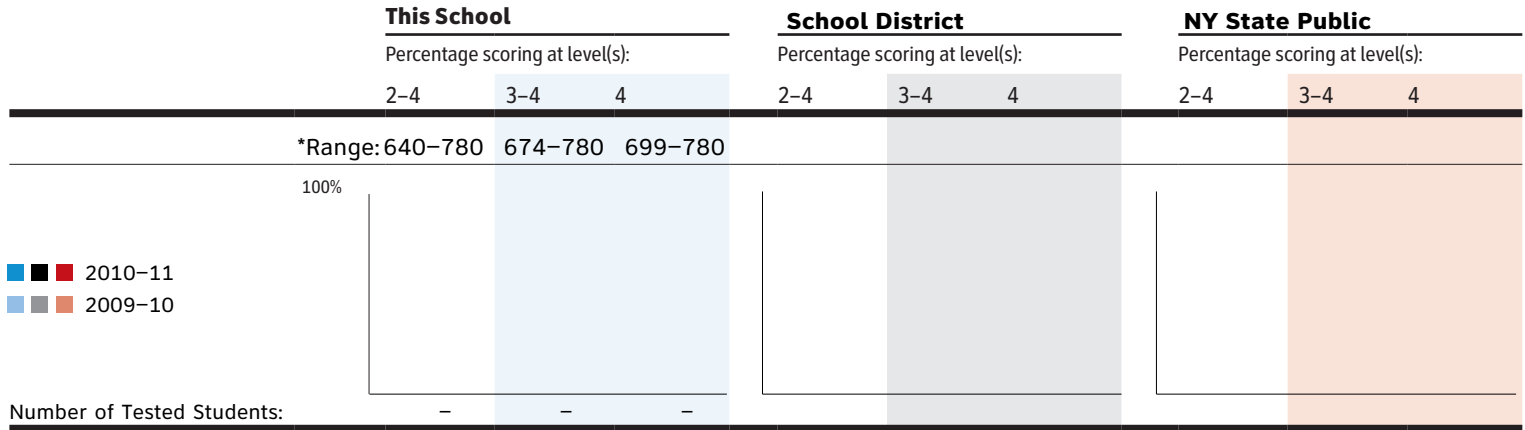 This School School District NY State Public
Percentage scoring at level(s): Percentage scoring at level(s): Percentage scoring at level(s):
2–4 3–4 4 2–4 3–4 4 2–4 3–4 4
*Range: 640–780 674–780 699–780
100%
2010–11
2009–10
Number of Tested Students: – – –